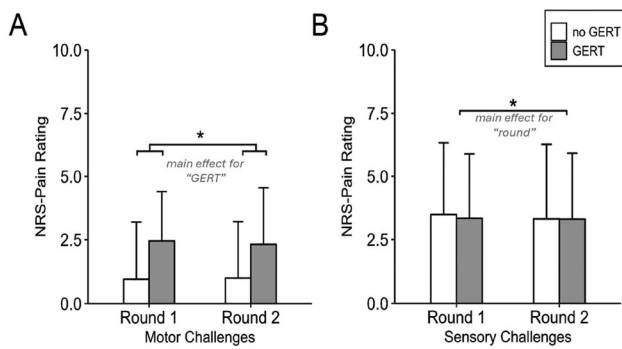 A
NRS-Pain Rating
10.0
7.5
5.0
2.5
0.0
*
main effect for
"GERT"
Round 1
Round 2
Motor Challenges
B
no GERT
GERT
NRS-Pain Rating
10.0
7.5
5.0
2.5
0.0
*
main effect for
"round"
Round 1
Round 2
Sensory Challenges